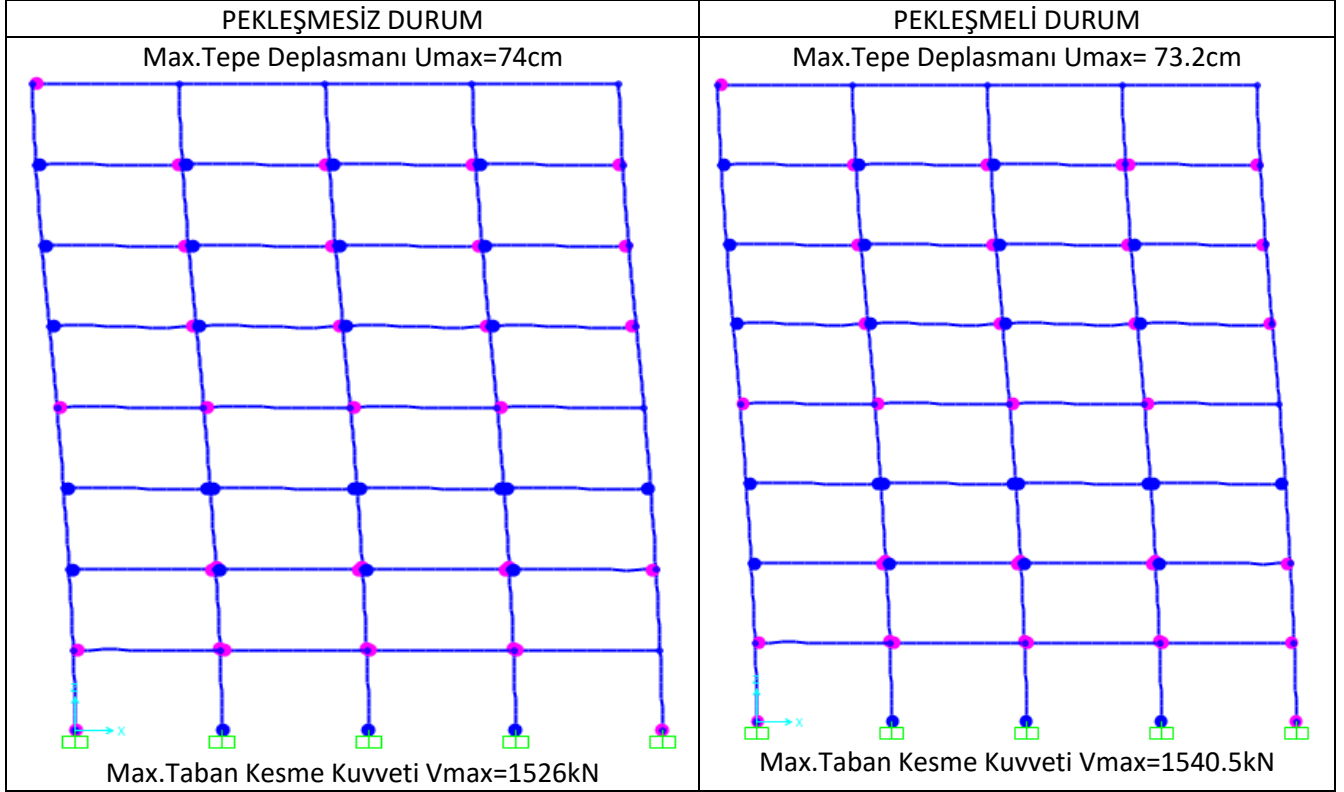 PEKLEŞMESİZ DURUM
PEKLEŞMELİ DURUM
Max.Tepe Deplasmanı Umax=74cm
Max.Tepe Deplasmanı Umax= 73.2cm
Z
X
Z
X
Max.Taban Kesme Kuvveti Vmax=1526kN
Max.Taban Kesme Kuvveti Vmax=1540.5kN